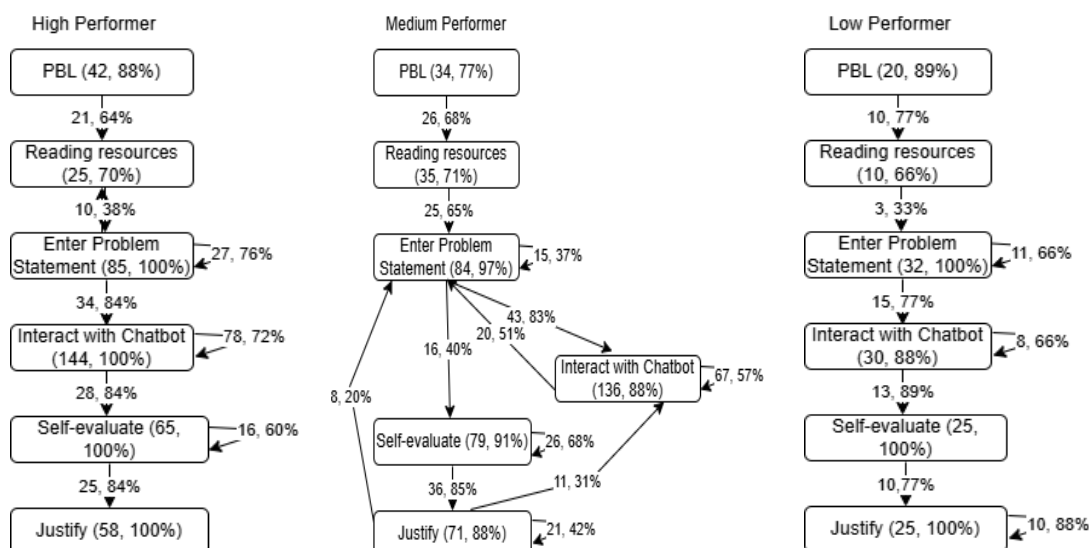 High Performer
PBL (42, 88%)
21, 64%
Reading resources
(25, 70%)
10, 38%
Enter Problem
Statement (85, 100%)
27, 76%
34, 84%
Interact with Chatbot
(144, 100%)
78, 72%
28, 84%
Self-evaluate (65,
100%)
16, 60%
25, 84%
Justify (58, 100%)
Medium Performer
PBL (34, 77%)
26, 68%
Reading resources
(35, 71%)
25, 65%
Enter Problem
Statement (84, 97%)
15, 37%
43, 83%
20, 51%
16, 40%
Interact with Chatbot
(136, 88%)
67, 57%
8, 20%
Self-evaluate (79, 91%)
26, 68%
11, 31%
36, 85%
Justify (71, 88%)
21, 42%
Low Performer
PBL (20, 89%)
10, 77%
Reading resources
(10, 66%)
3, 33%
Enter Problem
Statement (32, 100%)
11, 66%
15, 77%
Interact with Chatbot
(30, 88%)
8, 66%
13, 89%
Self-evaluate (25,
100%)
10,77%
Justify (25, 100%)
10, 88%